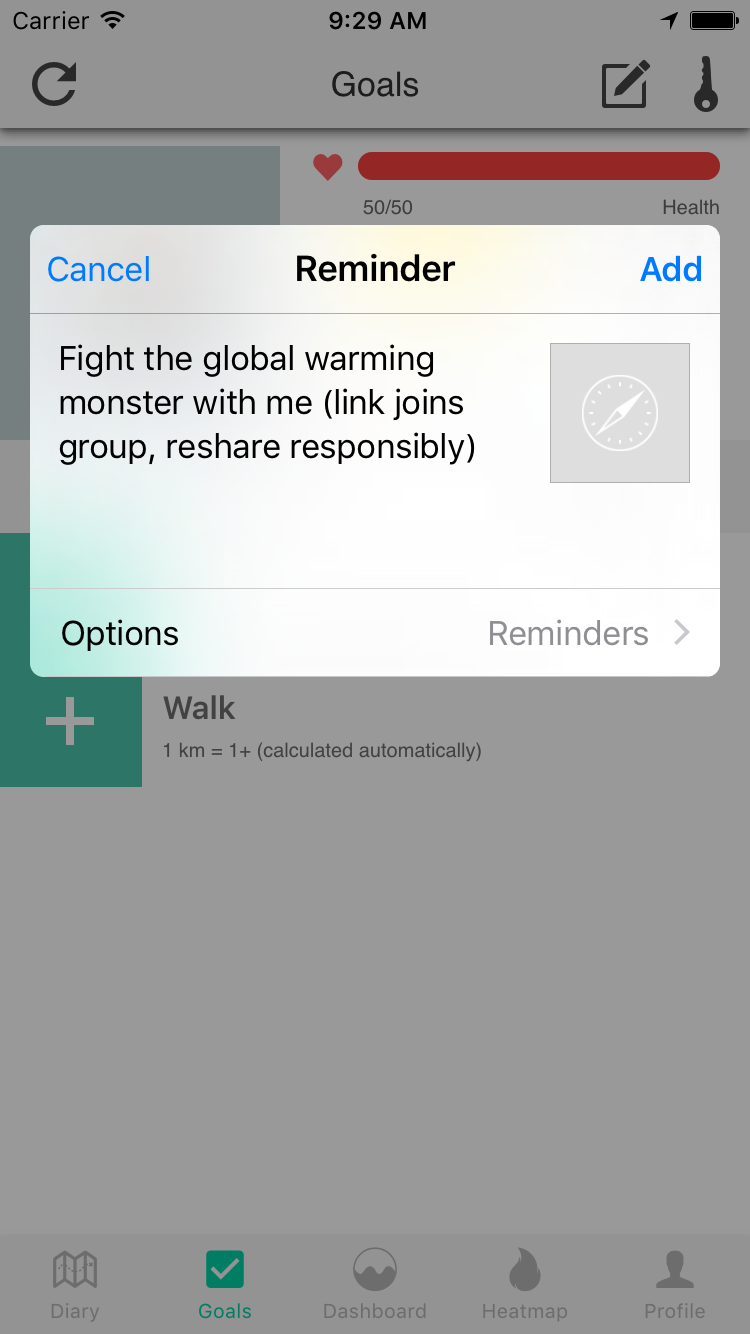 Carrier 9:29 AM
Goals
50/50 Health
Cancel Reminder Add
Fight the global warming
monster with me (link joins
group, reshare responsibly)
Options Reminders
Walk
1 km = 1+ (calculated automatically)
Diary Goals Dashboard Heatmap Profile